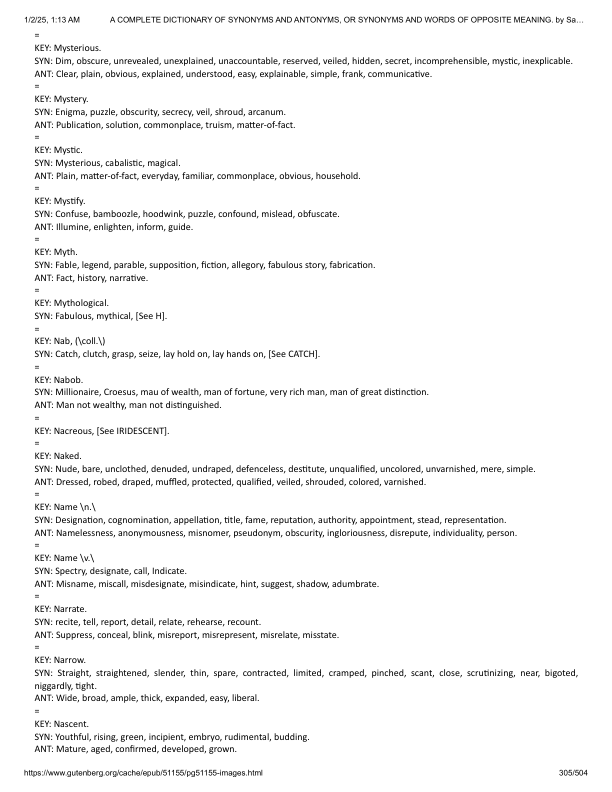 1/2/25, 1:13 AM A COMPLETE DICTIONARY OF SYNONYMS AND ANTONYMS, OR SYNONYMS AND WORDS OF OPPOSITE MEANING. by Sa…
=
KEY: Mysterious.
SYN: Dim, obscure, unrevealed, unexplained, unaccountable, reserved, veiled, hidden, secret, incomprehensible, mystic, inexplicable.
ANT: Clear, plain, obvious, explained, understood, easy, explainable, simple, frank, communicative.
=
KEY: Mystery.
SYN: Enigma, puzzle, obscurity, secrecy, veil, shroud, arcanum.
ANT: Publication, solution, commonplace, truism, matter-of-fact.
=
KEY: Mystic.
SYN: Mysterious, cabalistic, magical.
ANT: Plain, matter-of-fact, everyday, familiar, commonplace, obvious, household.
=
KEY: Mystify.
SYN: Confuse, bamboozle, hoodwink, puzzle, confound, mislead, obfuscate.
ANT: Illumine, enlighten, inform, guide.
=
KEY: Myth.
SYN: Fable, legend, parable, supposition, fiction, allegory, fabulous story, fabrication.
ANT: Fact, history, narrative.
=
KEY: Mythological.
SYN: Fabulous, mythical, [See H].
=
KEY: Nab, (\coll.\)
SYN: Catch, clutch, grasp, seize, lay hold on, lay hands on, [See CATCH].
=
KEY: Nabob.
SYN: Millionaire, Croesus, mau of wealth, man of fortune, very rich man, man of great distinction.
ANT: Man not wealthy, man not distinguished.
=
KEY: Nacreous, [See IRIDESCENT].
=
KEY: Naked.
SYN: Nude, bare, unclothed, denuded, undraped, defenceless, destitute, unqualified, uncolored, unvarnished, mere, simple.
ANT: Dressed, robed, draped, muffled, protected, qualified, veiled, shrouded, colored, varnished.
=
KEY: Name \n.\
SYN: Designation, cognomination, appellation, title, fame, reputation, authority, appointment, stead, representation.
ANT: Namelessness, anonymousness, misnomer, pseudonym, obscurity, ingloriousness, disrepute, individuality, person.
=
KEY: Name \v.\
SYN: Spectry, designate, call, Indicate.
ANT: Misname, miscall, misdesignate, misindicate, hint, suggest, shadow, adumbrate.
=
KEY: Narrate.
SYN: recite, tell, report, detail, relate, rehearse, recount.
ANT: Suppress, conceal, blink, misreport, misrepresent, misrelate, misstate.
=
KEY: Narrow.
SYN: Straight, straightened, slender, thin, spare, contracted, limited, cramped, pinched, scant, close, scrutinizing, near, bigoted,
niggardly, tight.
ANT: Wide, broad, ample, thick, expanded, easy, liberal.
=
KEY: Nascent.
SYN: Youthful, rising, green, incipient, embryo, rudimental, budding.
ANT: Mature, aged, confirmed, developed, grown.
https://www.gutenberg.org/cache/epub/51155/pg51155-images.html 305/504